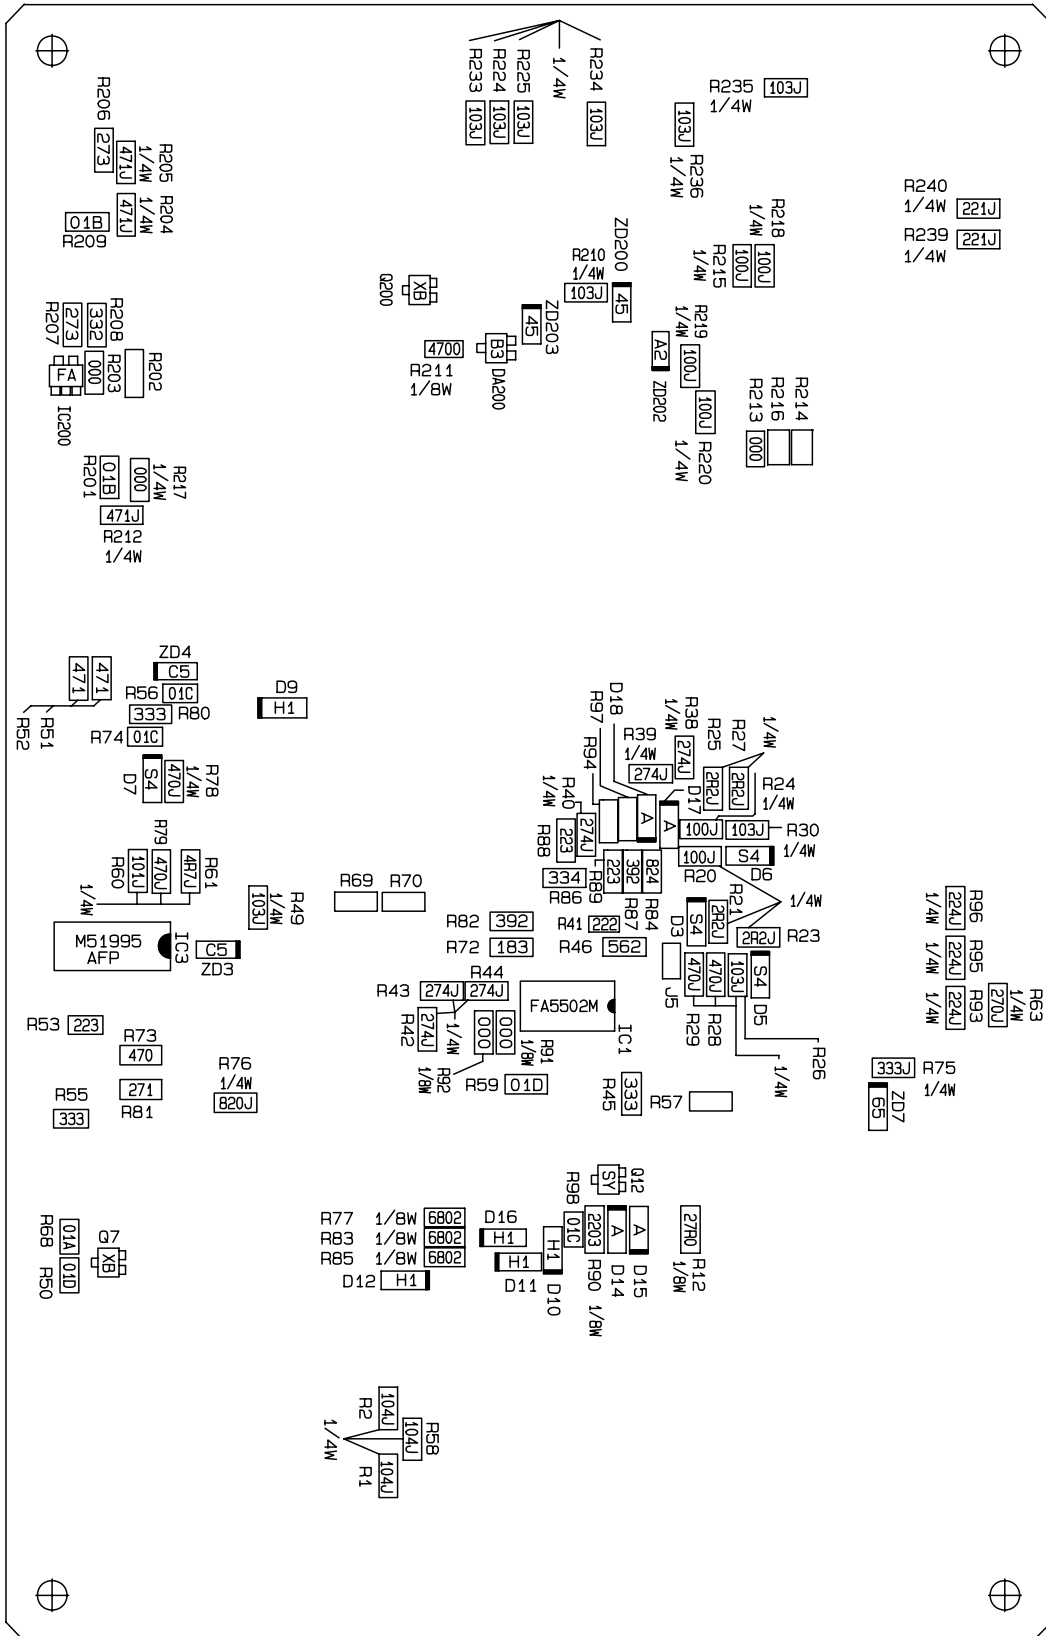 R233
R224
R225
1/4W
R234
103J
103J
103J
103J
R235
1/4W
103J
103J
R236
1/4W
R206
273
471J
1/4W
R205
471J
1/4W
R204
01B
R209
R240
1/4W
221J
R239
1/4W
221J
R218
1/4W
100J
100J
R215
1/4W
ZD200
45
R210
1/4W
103J
Q200
XB
ZD203
45
4700
R211
1/8W
B3
DA200
R219
1/4W
100J
A2
ZD202
100J
R220
1/4W
R214
R216
R213
000
R207
273
332
R208
000
R203
R202
FA
IC200
R201
01B
000
1/4W
R217
471J
R212
1/4W
471
471
R52
R51
ZD4
C5
R56
01C
333
R80
R74
01C
D9
H1
D7
S4
470J
1/4W
R78
R79
R60
101J
470J
4R7J
R61
1/4W
M51995
AFP
IC3
C5
ZD3
103J
1/4W
R49
R69
R70
D18
R97
R94
R39
1/4W
274J
R38
1/4W
274J
R25
2R2J
R27
2R2J
1/4W
R24
1/4W
D17
A
A
100J
103J
R30
1/4W
100J
R20
S4
D6
R40
1/4W
274J
R88
223
334
R86
223
R89
392
R87
824
R84
R82
392
R72
183
R41
222
R46
562
D3
S4
R21
2R2J
2R2J
R23
1/4W
J5
470J
R29
470J
R28
103J
R26
S4
D5
1/4W
R96
1/4W
224J
R95
1/4W
224J
R93
1/4W
224J
270J
1/4W
R63
R43
274J
R44
274J
274J
R42
1/4W
000
R92
1/8W
000
R91
1/8W
FA5502M
IC1
R59
01D
R45
333
R57
333J
R75
1/4W
65
ZD7
R53
223
R73
470
R76
1/4W
820J
R55
333
271
R81
R68
01A
R50
01D
Q7
XB
R77
1/8W
6802
R83
1/8W
6802
R85
1/8W
6802
D12
H1
D16
H1
H1
D11
H1
D10
R98
01C
SY
Q12
2203
R90
1/8W
A
D14
A
D15
27R0
R12
1/8W
R2
104J
104J
R58
R1
104J
1/4W